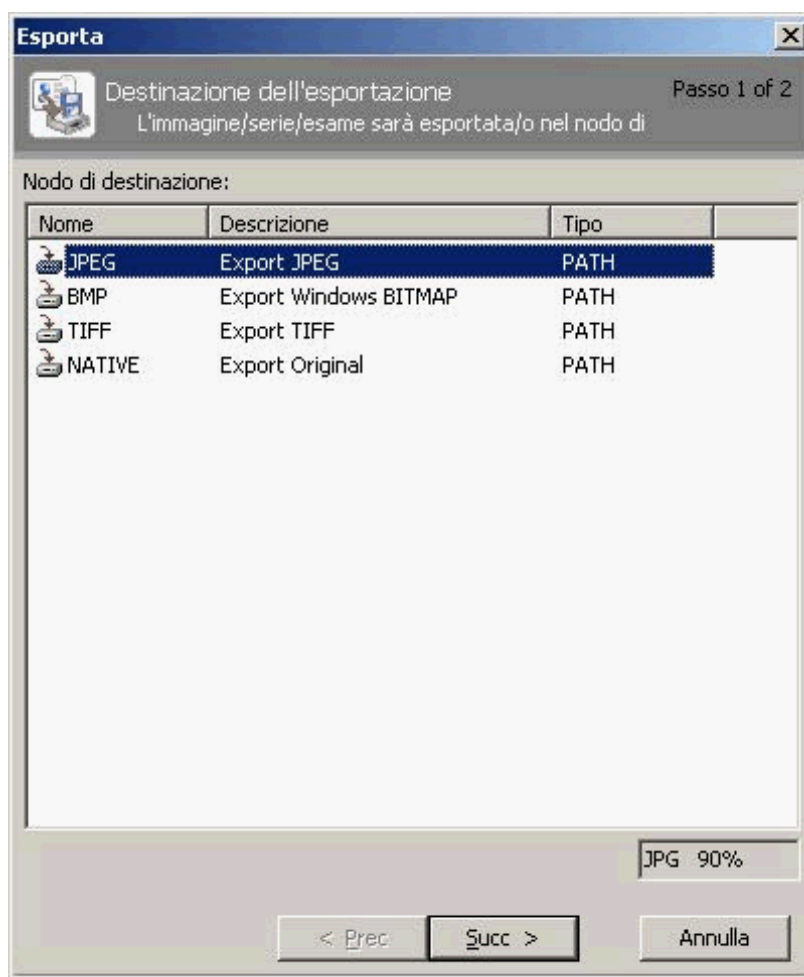 Esporta
Destinazione dell'esportazione
Passo 1 of 2
L'immagine/serie/esame sarà esportata/o nel nodo di
Nodo di destinazione:
Nome Descrizione Tipo
JPEG Export JPEG PATH
BMP Export Windows BITMAP PATH
TIFF Export TIFF PATH
NATIVE Export Original PATH
JPG 90%
< Prec Succ > Annulla